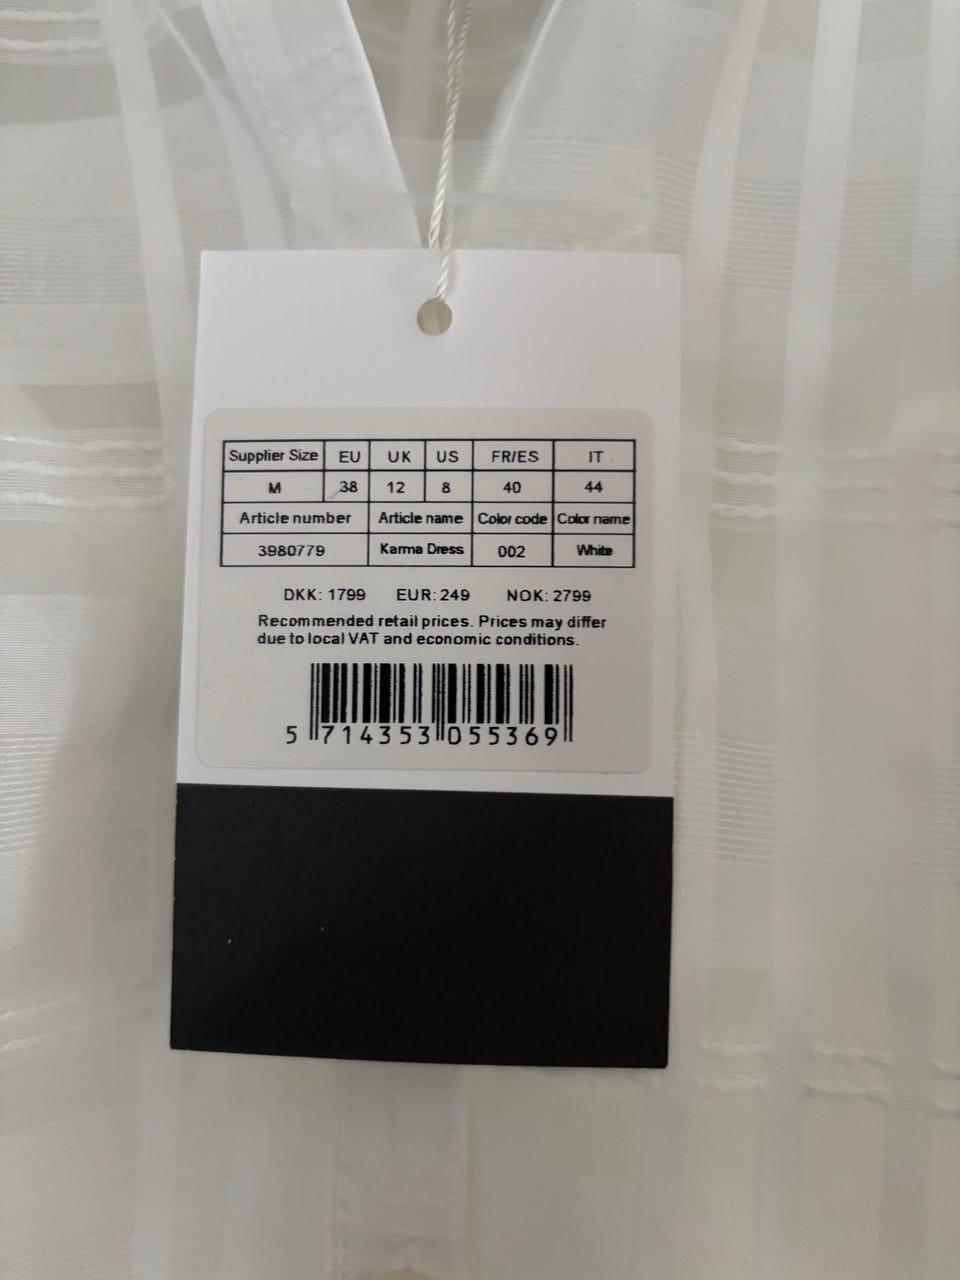 Supplier Size EU UK US FR/ES IT
M 38 12 8 40 44
Article number Article name Color code Color name
3980779 Karma Dress 002 White
DKK: 1799 EUR: 249 NOK: 2799
Recommended retail prices. Prices may differ
due to local VAT and economic conditions.
5 714353 055369